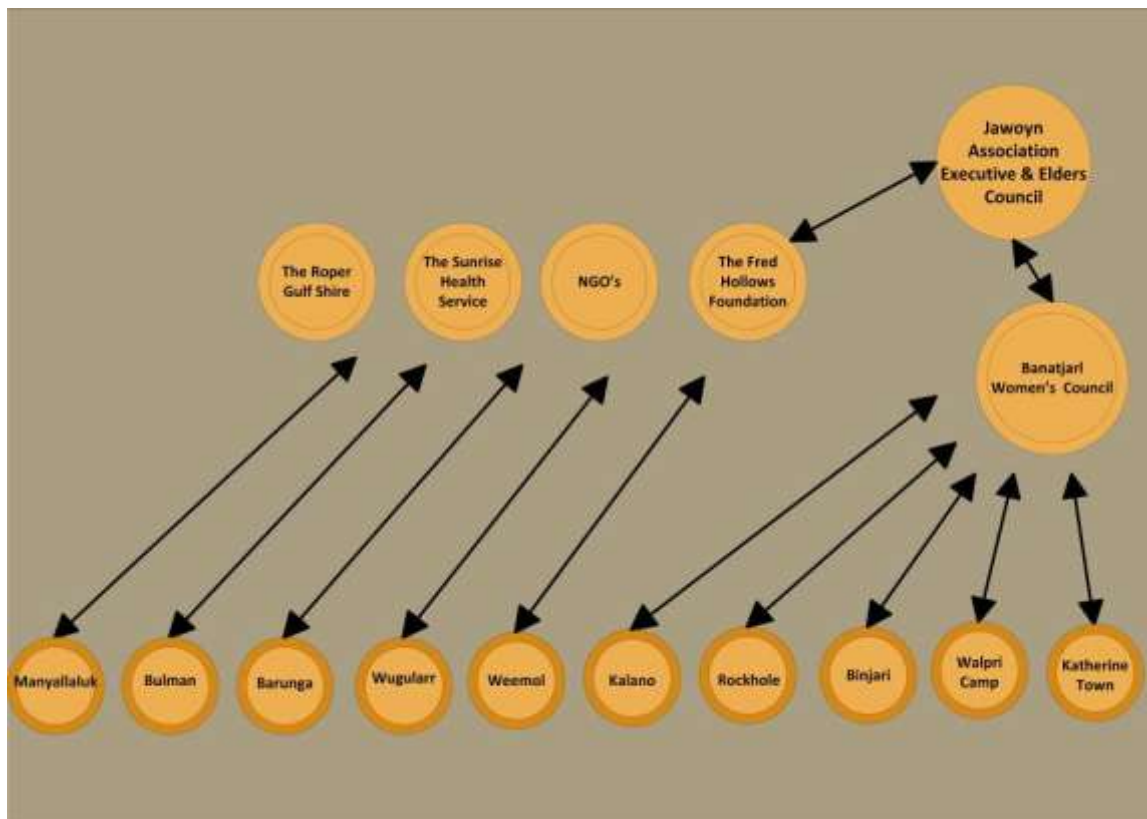 Jawoyn
Association
Executive & Elders
Council
The Roper
Gulf Shire
The Sunrise
Health
Service
NGO's
The Fred
Hollows
Foundation
Banatjarl
Women's Council
Manyallaluk
Bulman
Barunga
Wugularr
Weemol
Kalano
Rockhole
Binjari
Walpri
Camp
Katherine
Town